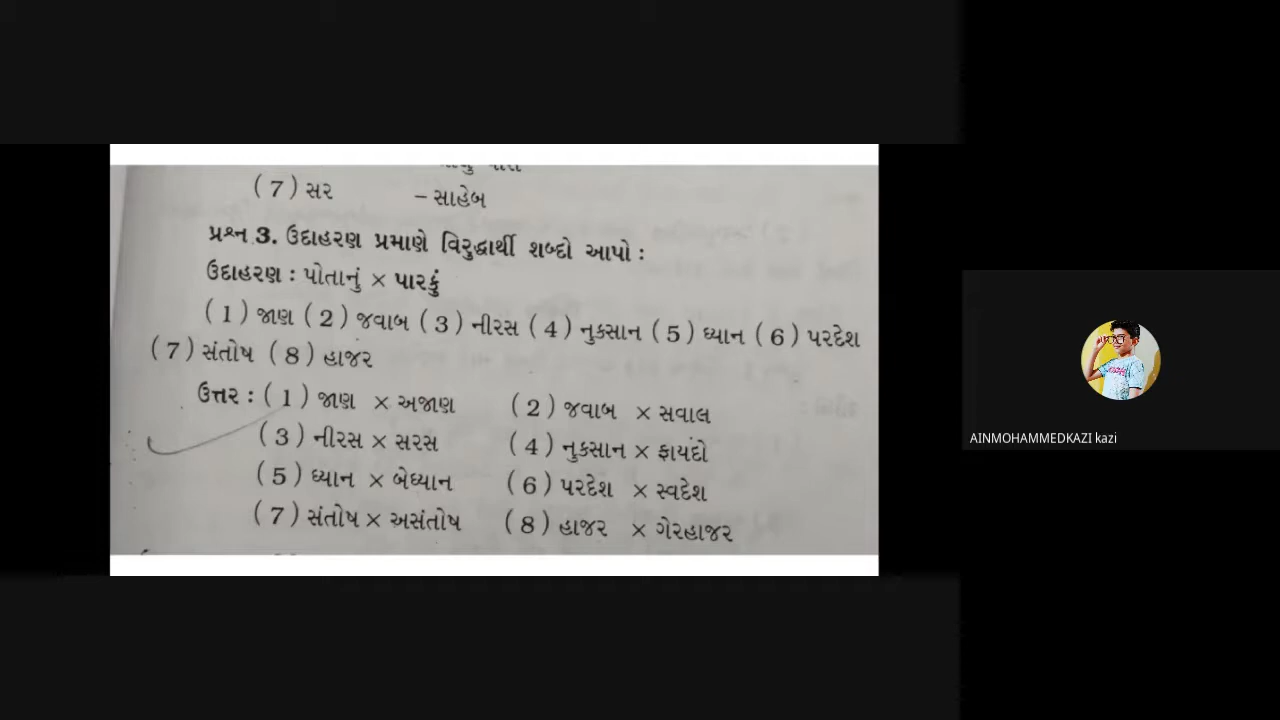 (7) સર – સાહેબ
પ્રશ્ન 3. ઉદાહરણ પ્રમાણે વિરુદ્ધાર્થી શબ્દો આપો :
ઉદાહરણ : પોતાનું × પારકું
(1) જાણ (2) જવાબ (3) નીરસ (4) નુકસાન (5) ધ્યાન (6) પરદેશ
(7) સંતોષ (8) હાજર
ઉત્તર : (1) જાણ × અજાણ (2) જવાબ × સવાલ
(3) નીરસ × સરસ (4) નુકસાન × ફાયદો
(5) ધ્યાન × બેધ્યાન (6) પરદેશ × સ્વદેશ
(7) સંતોષ × અસંતોષ (8) હાજર × ગેરહાજર
AINMOHAMMEDKAZI kazi